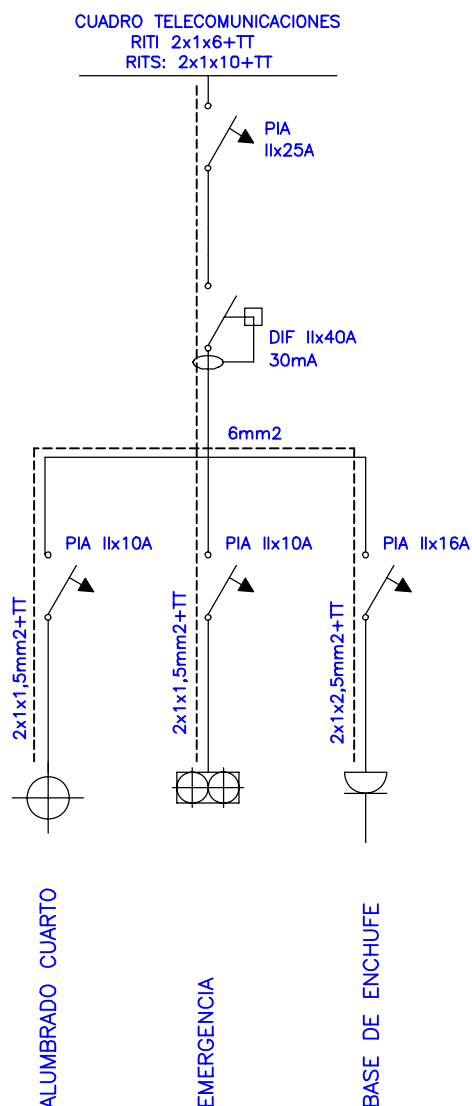 CUADRO TELECOMUNICACIONES
RITI 2x1x6+TT
RITS: 2x1x10+TT
PIA
IIx25A
DIF IIx40A
30mA
6mm2
PIA IIx10A
PIA IIx10A
PIA IIx16A
2x1x1,5mm2+TT
2x1x1,5mm2+TT
2x1x2,5mm2+TT
ALUMBRADO CUARTO
EMERGENCIA
BASE DE ENCHUFE